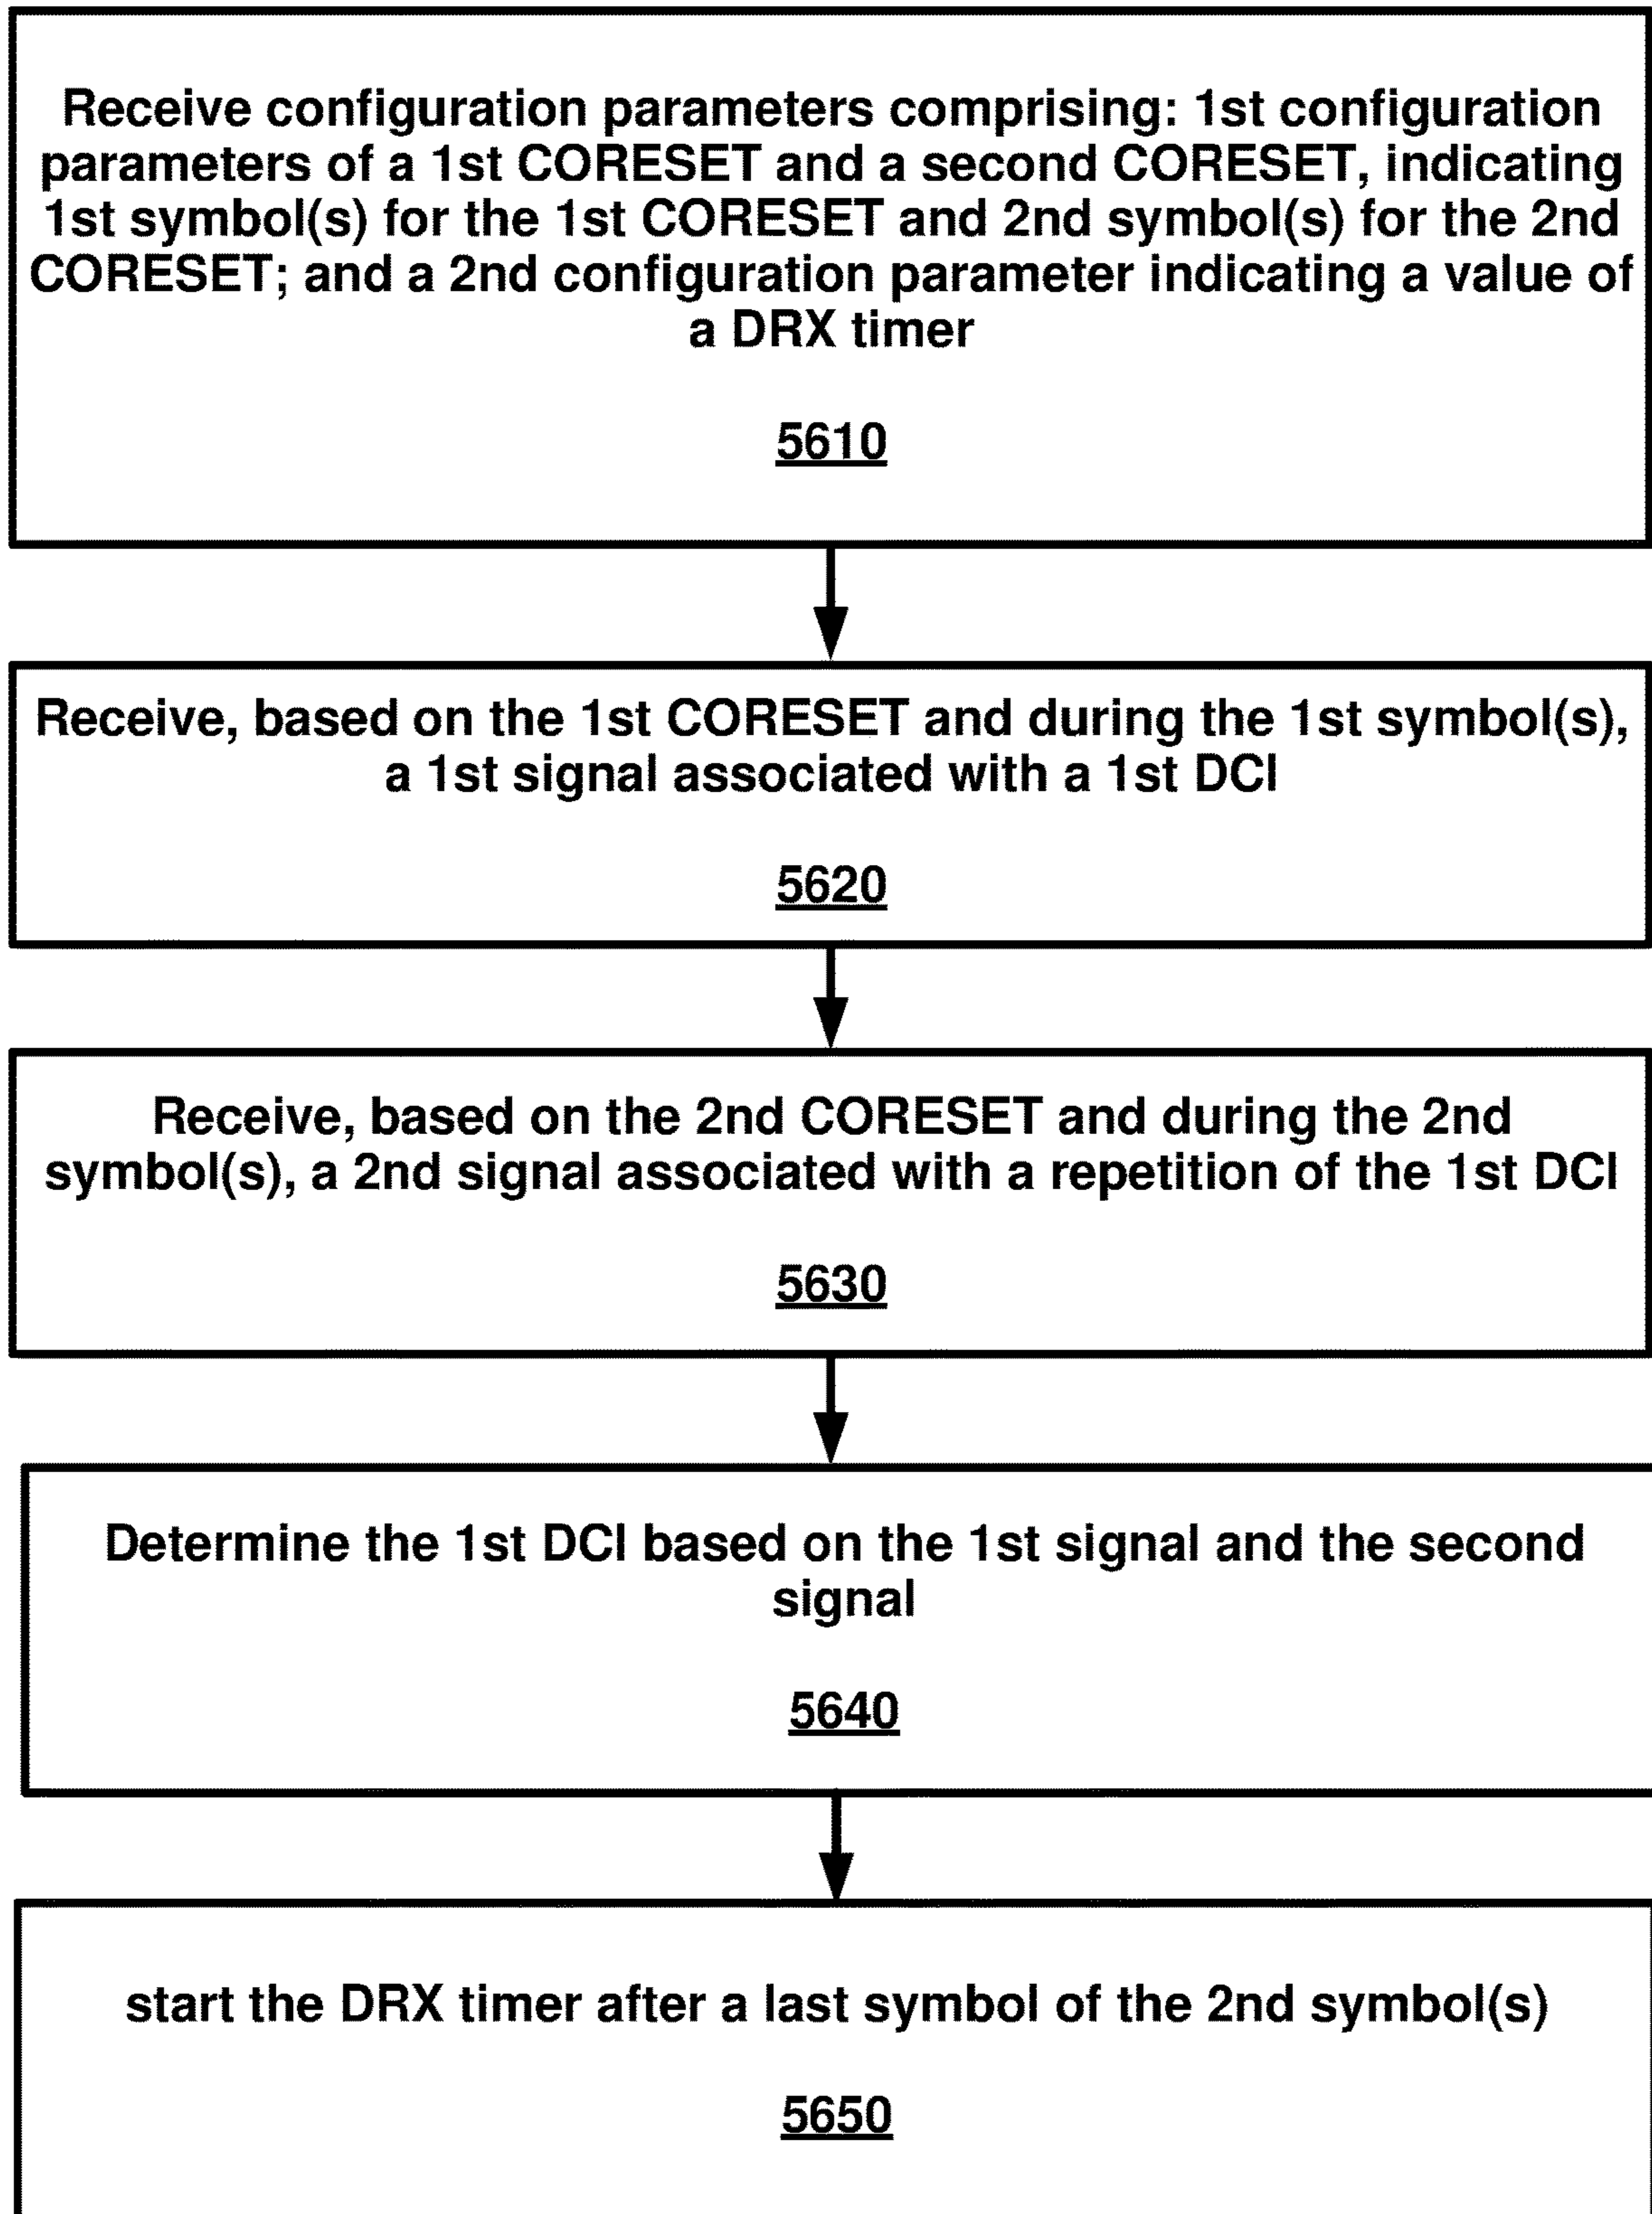 Receive configuration parameters comprising: 1st configuration
parameters of a 1st CORESET and a second CORESET, indicating
1st symbol(s) for the 1st CORESET and 2nd symbol(s) for the 2nd
CORESET; and a 2nd configuration parameter indicating a value of
a DRX timer
5610
Receive, based on the 1st CORESET and during the 1st symbol(s),
a 1st signal associated with a 1st DCI
5620
Receive, based on the 2nd CORESET and during the 2nd
symbol(s), a 2nd signal associated with a repetition of the 1st DCI
5630
Determine the 1st DCI based on the 1st signal and the second
signal
5640
start the DRX timer after a last symbol of the 2nd symbol(s)
5650